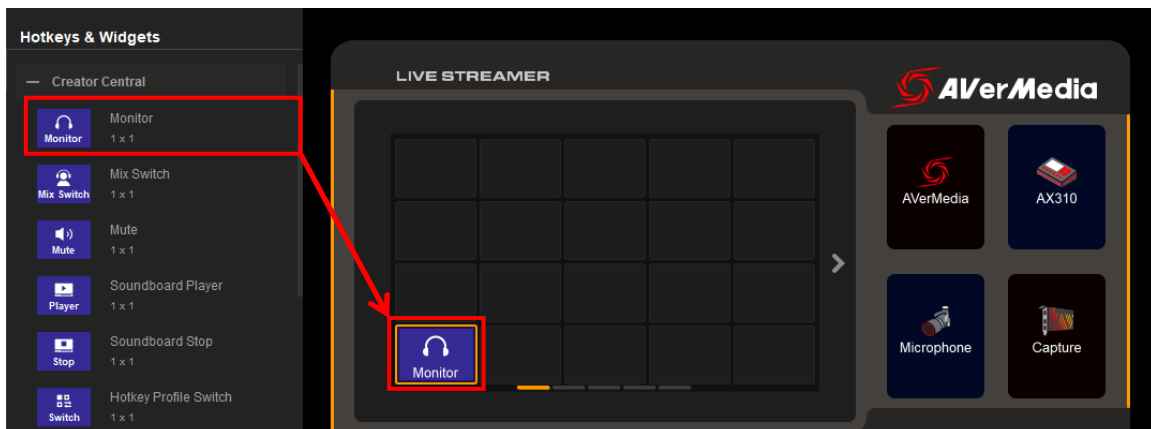 Hotkeys & Widgets
— Creator Central
Monitor
Monitor
1 x 1
Mix Switch
Mix Switch
1 x 1
Mute
Mute
1 x 1
Player
Soundboard Player
1 x 1
Stop
Soundboard Stop
1 x 1
Switch
Hotkey Profile Switch
1 x 1
LIVE STREAMER
Monitor
AVerMedia
AVerMedia
AX310
Microphone
Capture